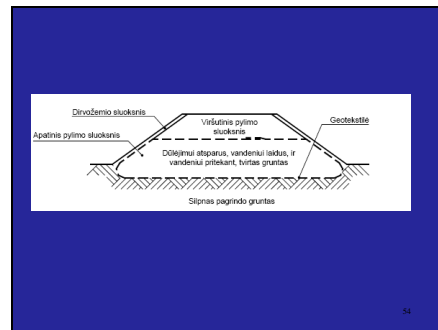 Dirvožemio sluoksnis
Viršutinis pylimo
sluoksnis
Geotekstilė
Apatinis pylimo sluoksnis
Dūlėjimui atsparus, vandeniui laidus, ir
vandeniui pritekant, tvirtas gruntas
Silpnas pagrindo gruntas
54